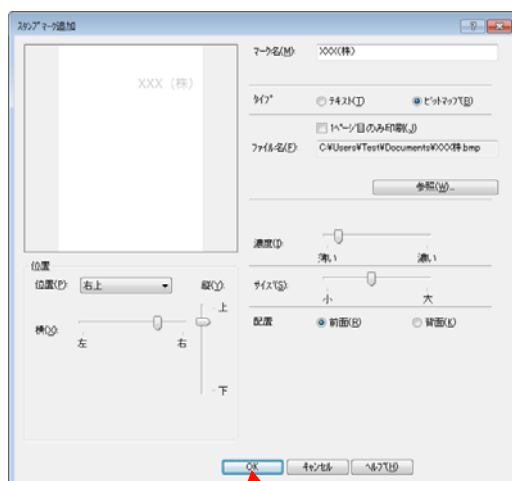 スタンプマーク追加
XXX (株)
マーク名(M): XXX(株)
タイプ テキスト(T) ビットマップ(B)
1ページ目のみ印刷(J)
ファイル名(F): C:¥Users¥Test¥Documents¥XXX株.bmp
参照(W)...
濃度(I):
薄い 濃い
サイズ(S):
小 大
配置 前面(R) 背面(K)
位置
位置(P): 右上 縦(Y):
上
横(X):
左 右
下
OK キャンセル ヘルプ(H)